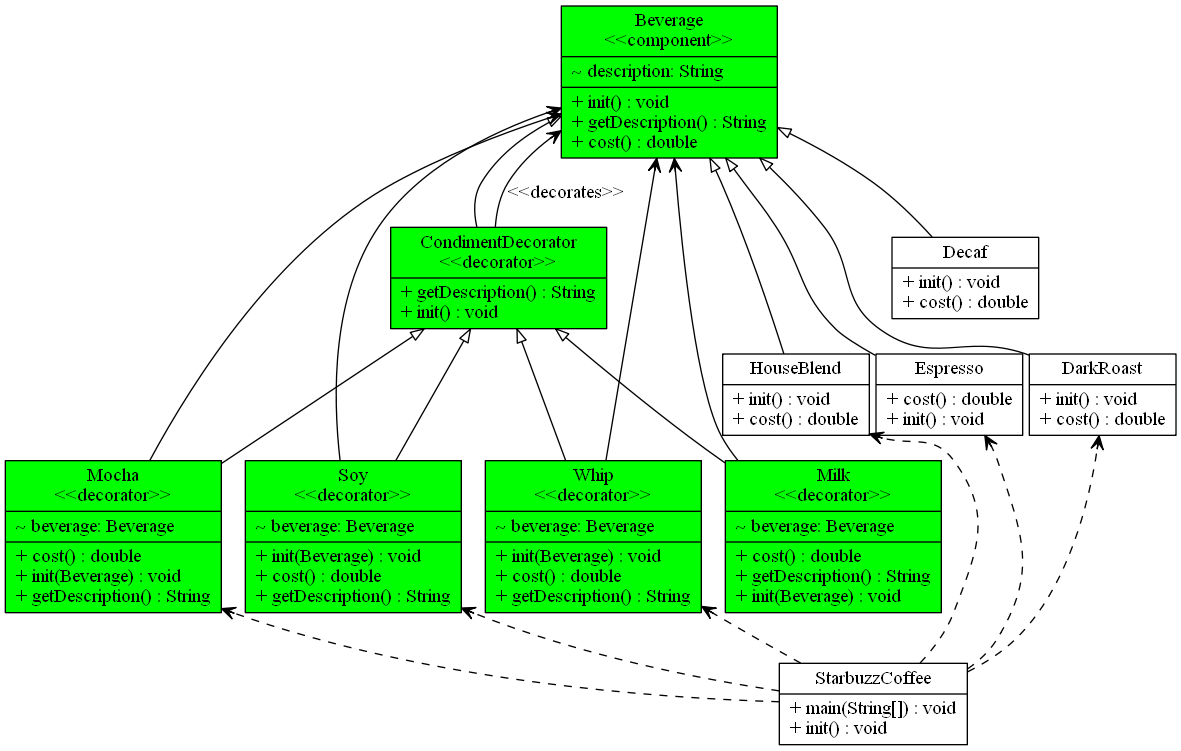 Beverage
<<component>>
~ description: String
+ init() : void
+ getDescription() : String
+ cost() : double
<<decorates>>
CondimentDecorator
<<decorator>>
+ getDescription() : String
+ init() : void
Decaf
+ init() : void
+ cost() : double
HouseBlend
+ init() : void
+ cost() : double
Espresso
+ cost() : double
+ init() : void
DarkRoast
+ init() : void
+ cost() : double
Mocha
<<decorator>>
~ beverage: Beverage
+ cost() : double
+ init(Beverage) : void
+ getDescription() : String
Soy
<<decorator>>
~ beverage: Beverage
+ init(Beverage) : void
+ cost() : double
+ getDescription() : String
Whip
<<decorator>>
~ beverage: Beverage
+ init(Beverage) : void
+ cost() : double
+ getDescription() : String
Milk
<<decorator>>
~ beverage: Beverage
+ cost() : double
+ getDescription() : String
+ init(Beverage) : void
StarbuzzCoffee
+ main(String[]) : void
+ init() : void